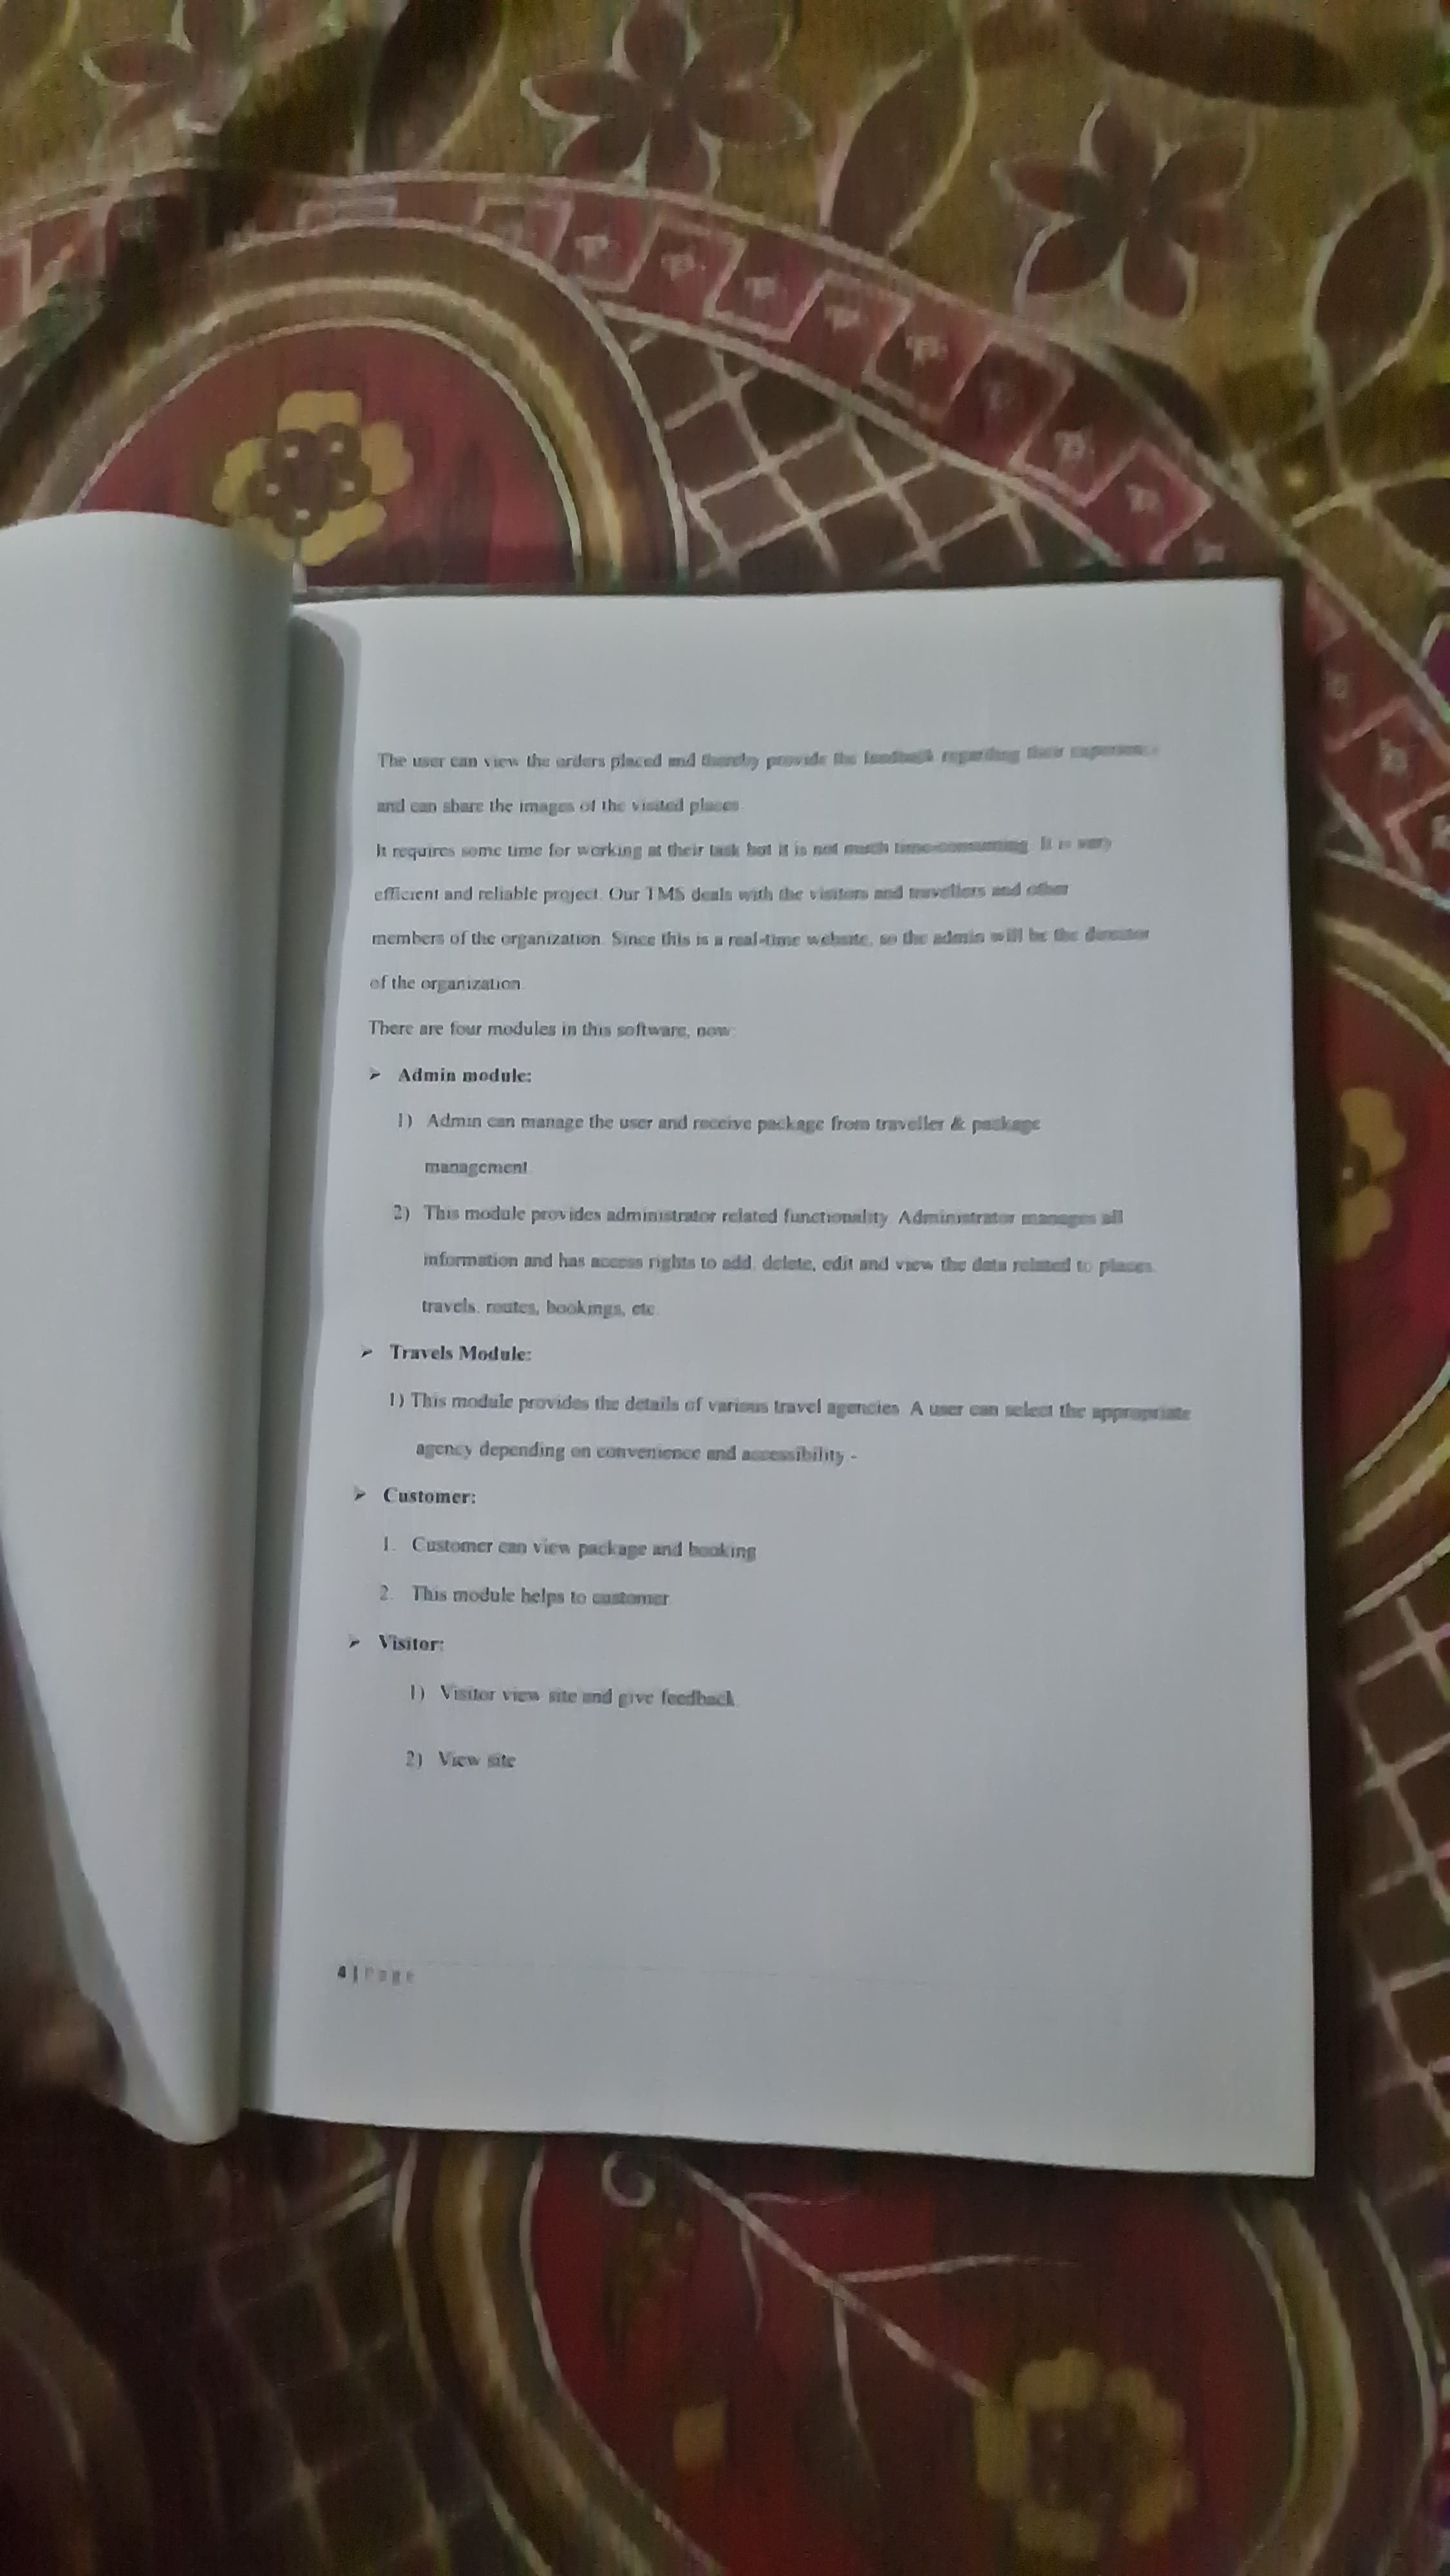 The user can view the orders placed and thereby provide the feedback regarding their experience
and can share the images of the visited places
It requires some time for working at their task but it is not much time-consuming. It is very
efficient and reliable project. Our TMS deals with the visitors and travellers and other
members of the organization. Since this is a real-time website, so the admin will be the director
of the organization.
There are four modules in this software, now:
➢ Admin module:
1) Admin can manage the user and receive package from traveller & package
management
2) This module provides administrator related functionality. Administrator manages all
information and has access rights to add, delete, edit and view the data related to places,
travels, routes, bookings, etc.
➢ Travels Module:
1) This module provides the details of various travel agencies. A user can select the appropriate
agency depending on convenience and accessibility -
➢ Customer:
1. Customer can view package and booking
2. This module helps to customer
➢ Visitor:
1) Visitor view site and give feedback.
2) View site
4 | Page